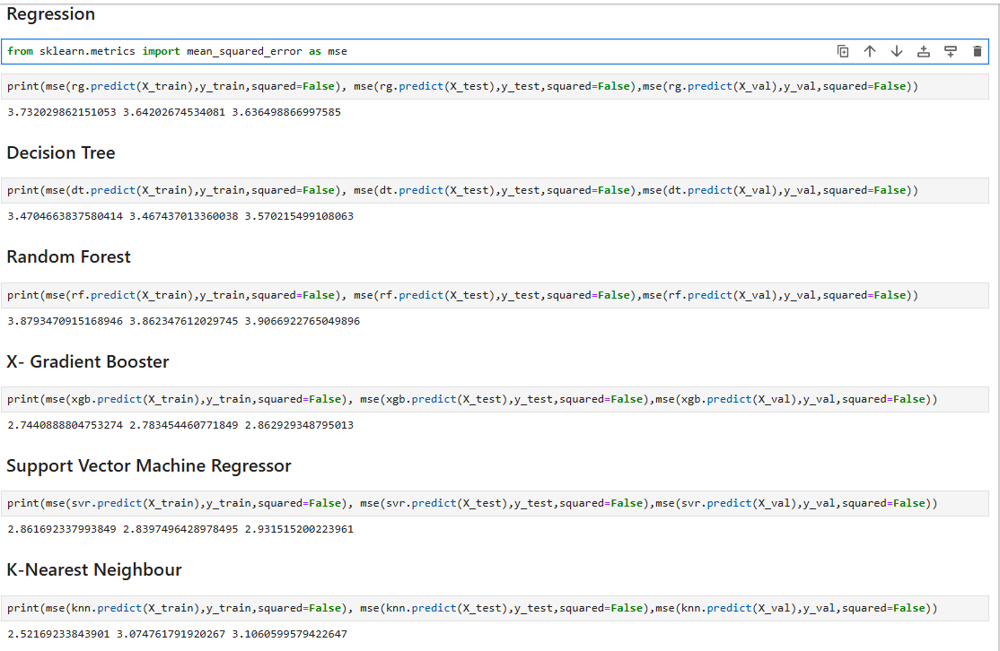 Regression
from sklearn.metrics import mean_squared_error as mse
print(mse(rg.predict(X_train),y_train,squared=False), mse(rg.predict(X_test),y_test,squared=False),mse(rg.predict(X_val),y_val,squared=False))
3.732029862151053 3.64202674534081 3.636498866997585
Decision Tree
print(mse(dt.predict(X_train),y_train,squared=False), mse(dt.predict(X_test),y_test,squared=False),mse(dt.predict(X_val),y_val,squared=False))
3.4704663837580414 3.467437013360038 3.570215499108063
Random Forest
print(mse(rf.predict(X_train),y_train,squared=False), mse(rf.predict(X_test),y_test,squared=False),mse(rf.predict(X_val),y_val,squared=False))
3.8793470915168946 3.862347612029745 3.9066922765049896
X- Gradient Booster
print(mse(xgb.predict(X_train),y_train,squared=False), mse(xgb.predict(X_test),y_test,squared=False),mse(xgb.predict(X_val),y_val,squared=False))
2.7440888804753274 2.783454460771849 2.862929348795013
Support Vector Machine Regressor
print(mse(svr.predict(X_train),y_train,squared=False), mse(svr.predict(X_test),y_test,squared=False),mse(svr.predict(X_val),y_val,squared=False))
2.861692337993849 2.8397496428978495 2.931515200223961
K-Nearest Neighbour
print(mse(knn.predict(X_train),y_train,squared=False), mse(knn.predict(X_test),y_test,squared=False),mse(knn.predict(X_val),y_val,squared=False))
2.52169233843901 3.074761791920267 3.1060599579422647